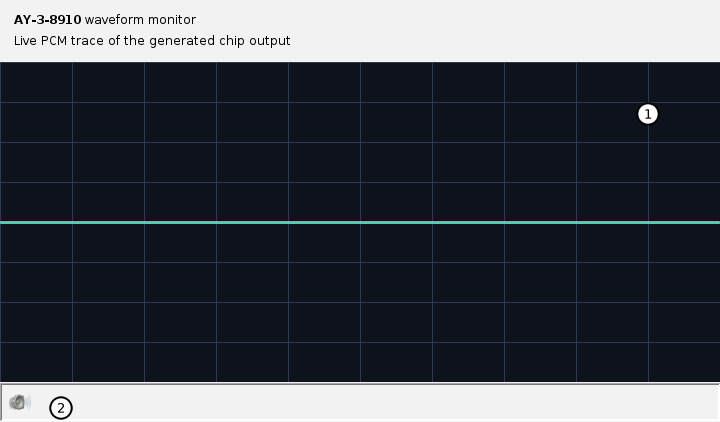 AY-3-8910 waveform monitor
Live PCM trace of the generated chip output
1
2